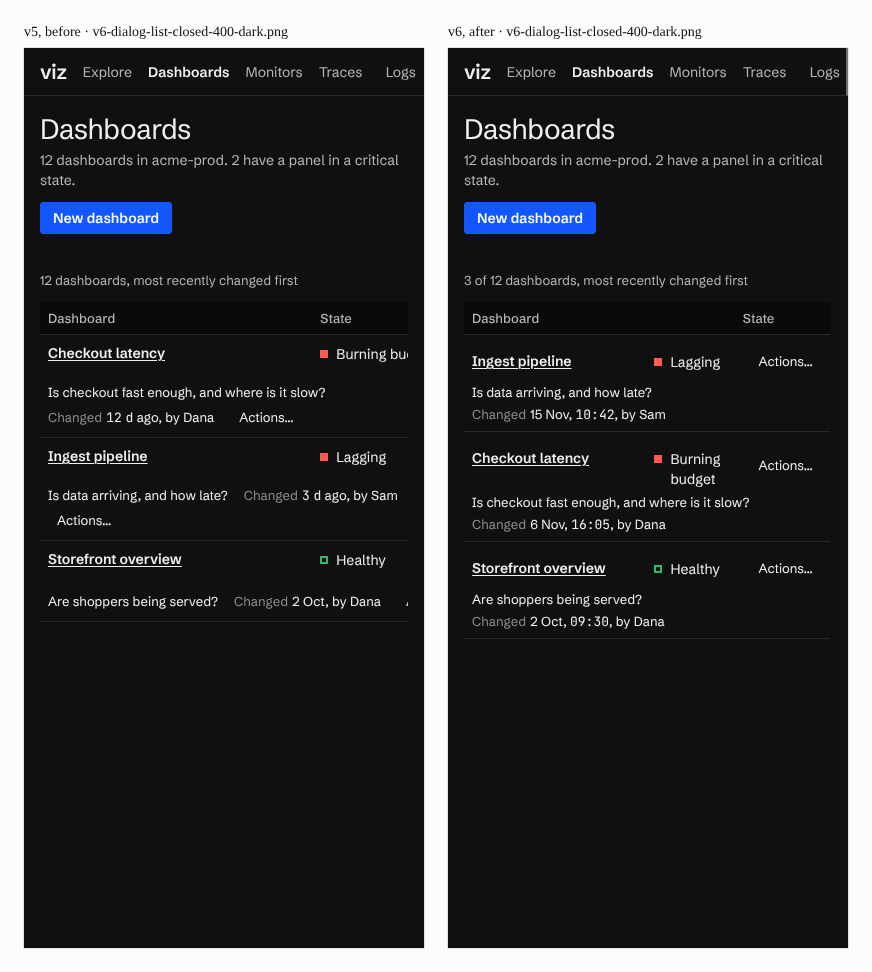 v5, before · v6-dialog-list-closed-400-dark.png
viz Explore Dashboards Monitors Traces Logs
Dashboards
12 dashboards in acme-prod. 2 have a panel in a critical
state.
New dashboard
12 dashboards, most recently changed first
Dashboard State
Checkout latency Burning
Is checkout fast enough, and where is it slow?
Changed 12 d ago, by Dana Actions...
Ingest pipeline Lagging
Is data arriving, and how late? Changed 3 d ago, by Sam
Actions...
Storefront overview Healthy
Are shoppers being served? Changed 2 Oct, by Dana
v6, after · v6-dialog-list-closed-400-dark.png
viz Explore Dashboards Monitors Traces Logs
Dashboards
12 dashboards in acme-prod. 2 have a panel in a critical
state.
New dashboard
3 of 12 dashboards, most recently changed first
Dashboard State
Ingest pipeline Lagging Actions...
Is data arriving, and how late?
Changed 15 Nov, 10:42, by Sam
Checkout latency Burning budget Actions...
Is checkout fast enough, and where is it slow?
Changed 6 Nov, 16:05, by Dana
Storefront overview Healthy Actions...
Are shoppers being served?
Changed 2 Oct, 09:30, by Dana